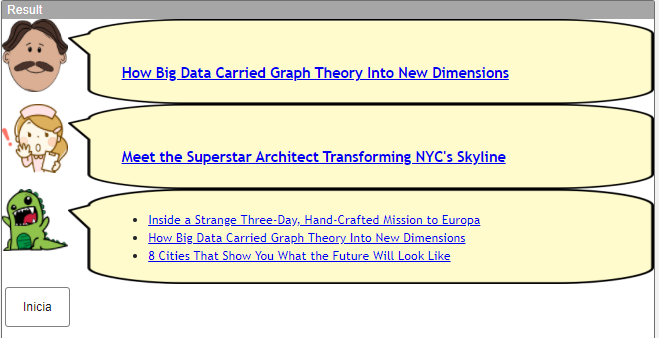 Result
How Big Data Carried Graph Theory Into New Dimensions
Meet the Superstar Architect Transforming NYC's Skyline
Inside a Strange Three-Day, Hand-Crafted Mission to Europa
How Big Data Carried Graph Theory Into New Dimensions
8 Cities That Show You What the Future Will Look Like
Inicia